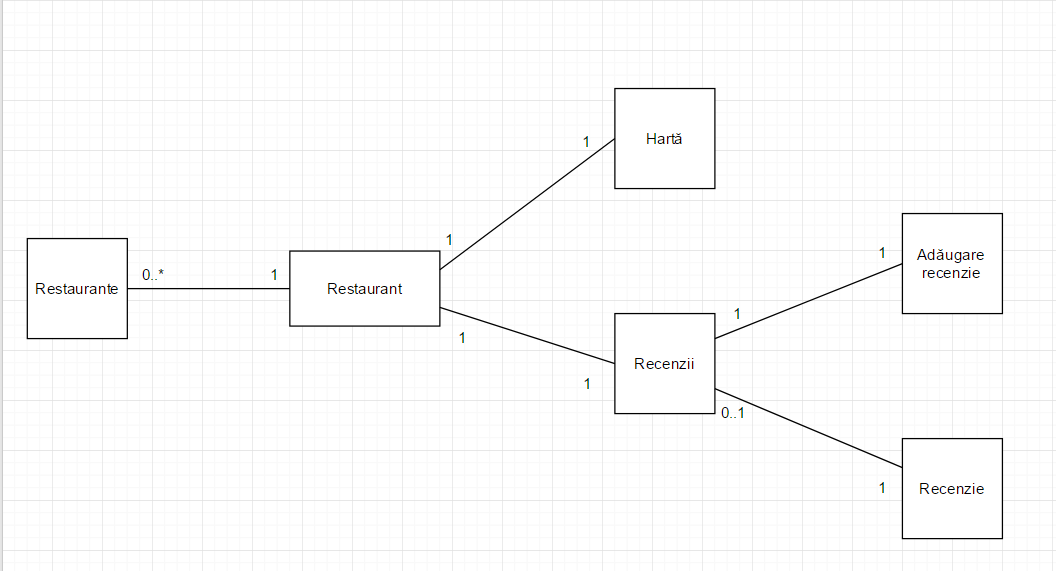 Hartă
1
1
Adăugare
recenzie
1
0..*
1
Restaurante
Restaurant
1
1
1
Recenzii
0..1
1
Recenzie